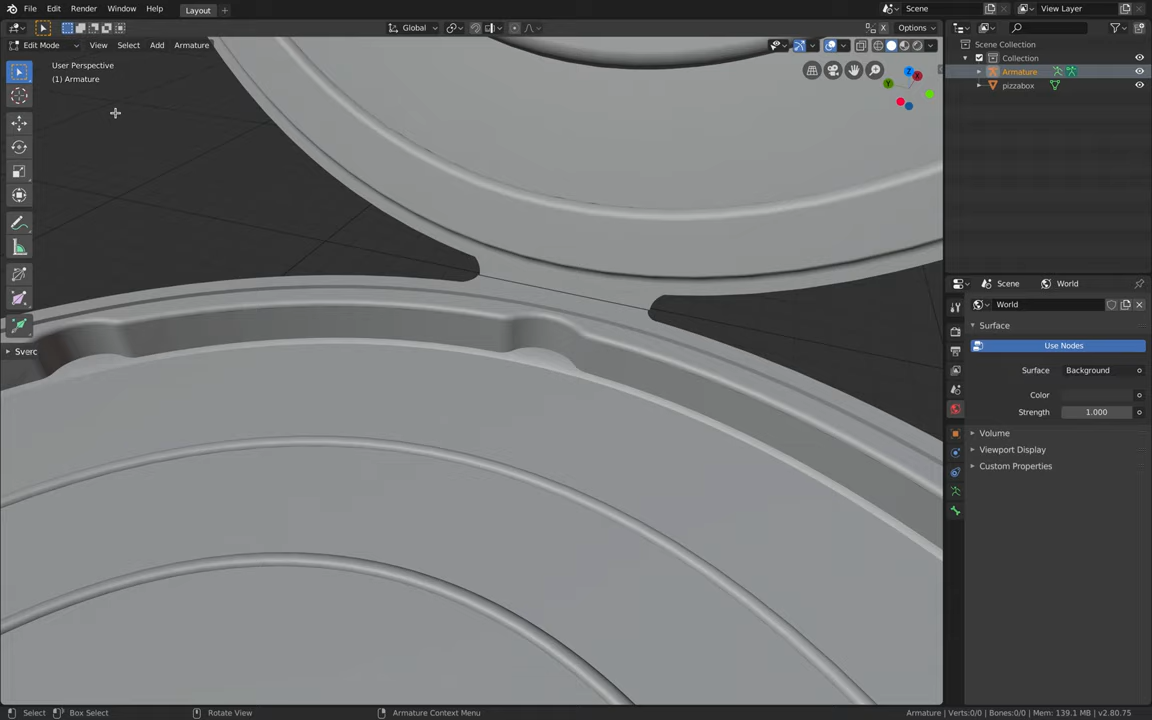 File Edit Render Window Help Layout + Scene View Layer
Global Options
Edit Mode View Select Add Armature
User Perspective
(1) Armature
Scene Collection
Collection
Armature
pizzabox
Z
X
Y
Sverc
Scene World
World
Surface
Use Nodes
Surface Background
Color
Strength 1.000
Volume
Viewport Display
Custom Properties
Select Box Select Rotate View Armature Context Menu Armature | Verts:0/0 | Bones:0/0 | Mem: 139.1 MB | v2.80.75